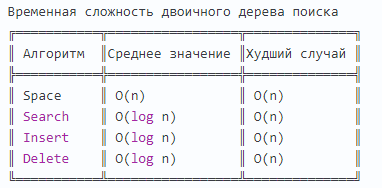 Временная сложность двоичного дерева поиска
Алгоритм Среднее значение Худший случай
Space O(n) O(n)
Search O(log n) O(n)
Insert O(log n) O(n)
Delete O(log n) O(n)